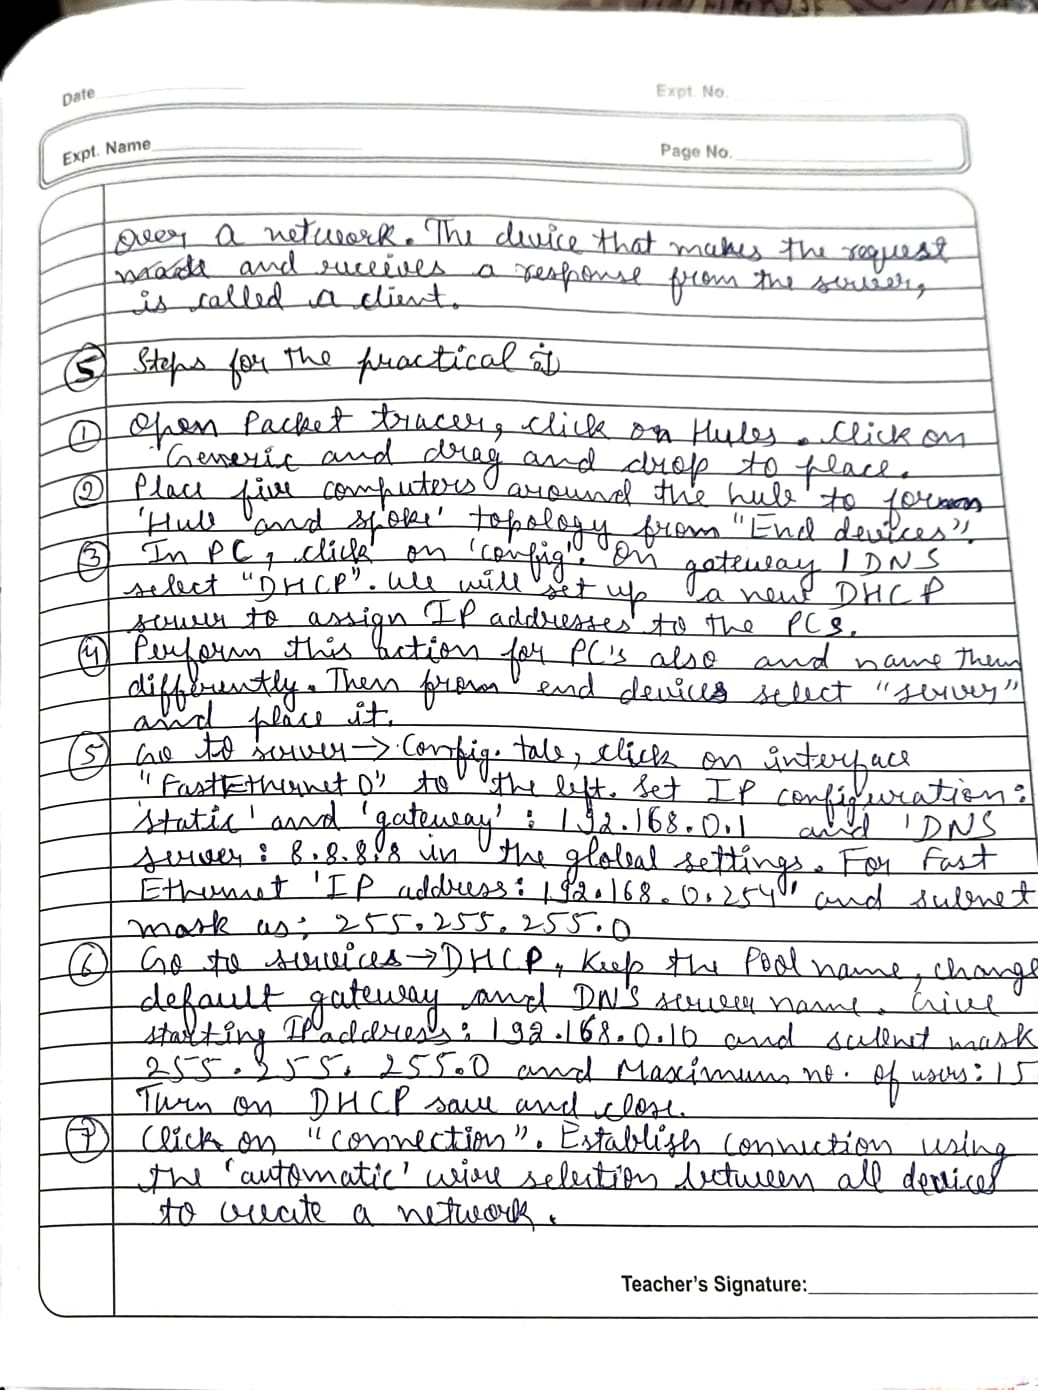 Date
Expt. No.
Expt. Name
Page No.
over a network. The device that makes the request
and receives a response from the server,
is called a client.
5 Steps for the practical
1 Open Packet tracer, click on Hubs. Click on
Generic and drag and drop to place.
2 Place five computers around the hub to form
'Hub and spoke' topology from "End devices".
3 In PC, click on 'config'. On gateway / DNS
select "DHCP". We will set up a new DHCP
server to assign IP addresses to the PCs.
4 Perform this action for PC's also and name them
differently. Then from end devices select "server"
and place it.
5 Go to server → Config. tab, click on interface
"FastEthernet 0" to the left. Set IP configuration:
'static' and 'gateway': 192.168.0.1 and 'DNS
server: 8.8.8.8 in the global settings. For Fast
Ethernet 'IP address: 192.168.0.254' and subnet
mask as: 255.255.255.0
6 Go to services → DHCP, Keep the Pool name, change
default gateway and DNS server name. Give
starting IP address: 192.168.0.10 and subnet mask
255.255.255.0 and Maximum no. of users: 15
Turn on DHCP save and close.
7 Click on "connection". Establish connection using
the 'automatic' wire selection between all devices
to create a network.
Teacher's Signature: